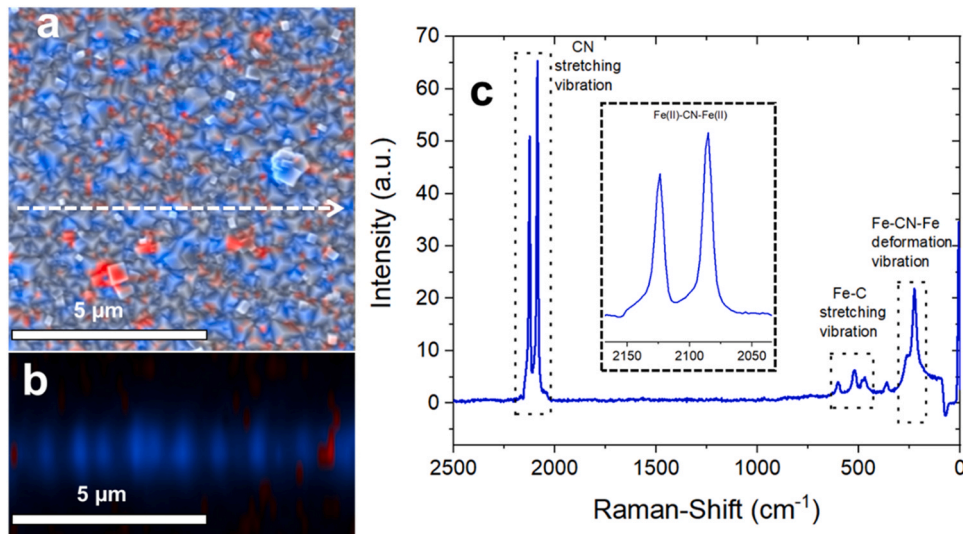 a
5 µm
b
5 µm
c
CN
stretching
vibration
Fe(II)-CN-Fe(II)
2150 2100 2050
Fe-CN-Fe
deformation
vibration
Fe-C
stretching
vibration
70
60
50
40
30
20
10
0
Intensity (a.u.)
2500 2000 1500 1000 500 0
Raman-Shift (cm⁻¹)